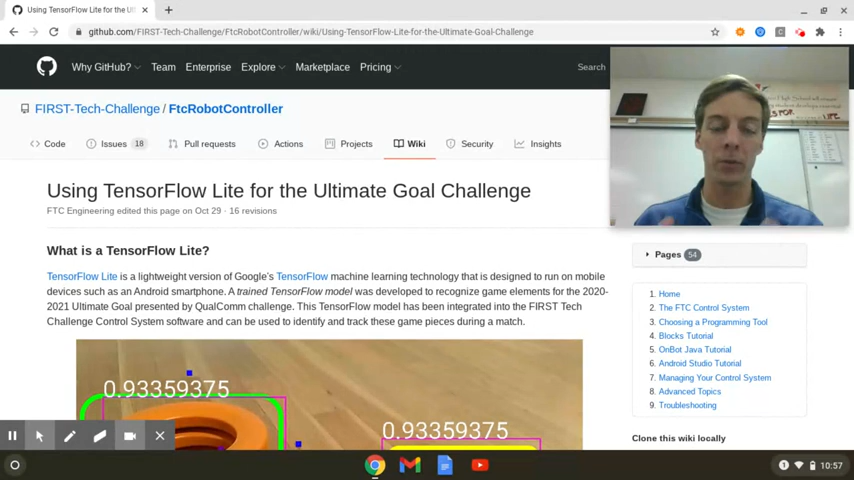 Using TensorFlow Lite for the Ul
github.com/FIRST-Tech-Challenge/FtcRobotController/wiki/Using-TensorFlow-Lite-for-the-Ultimate-Goal-Challenge
Why GitHub?
Team
Enterprise
Explore
Marketplace
Pricing
Search
FIRST-Tech-Challenge / FtcRobotController
Code
Issues 18
Pull requests
Actions
Projects
Wiki
Security
Insights
Using TensorFlow Lite for the Ultimate Goal Challenge
FTC Engineering edited this page on Oct 29 · 16 revisions
What is a TensorFlow Lite?
TensorFlow Lite is a lightweight version of Google's TensorFlow machine learning technology that is designed to run on mobile
devices such as an Android smartphone. A trained TensorFlow model was developed to recognize game elements for the 2020-
2021 Ultimate Goal presented by QualComm challenge. This TensorFlow model has been integrated into the FIRST Tech
Challenge Control System software and can be used to identify and track these game pieces during a match.
0.93359375
0.93359375
Pages 54
1. Home
2. The FTC Control System
3. Choosing a Programming Tool
4. Blocks Tutorial
5. OnBot Java Tutorial
6. Android Studio Tutorial
7. Managing Your Control System
8. Advanced Topics
9. Troubleshooting
Clone this wiki locally
1
10:57